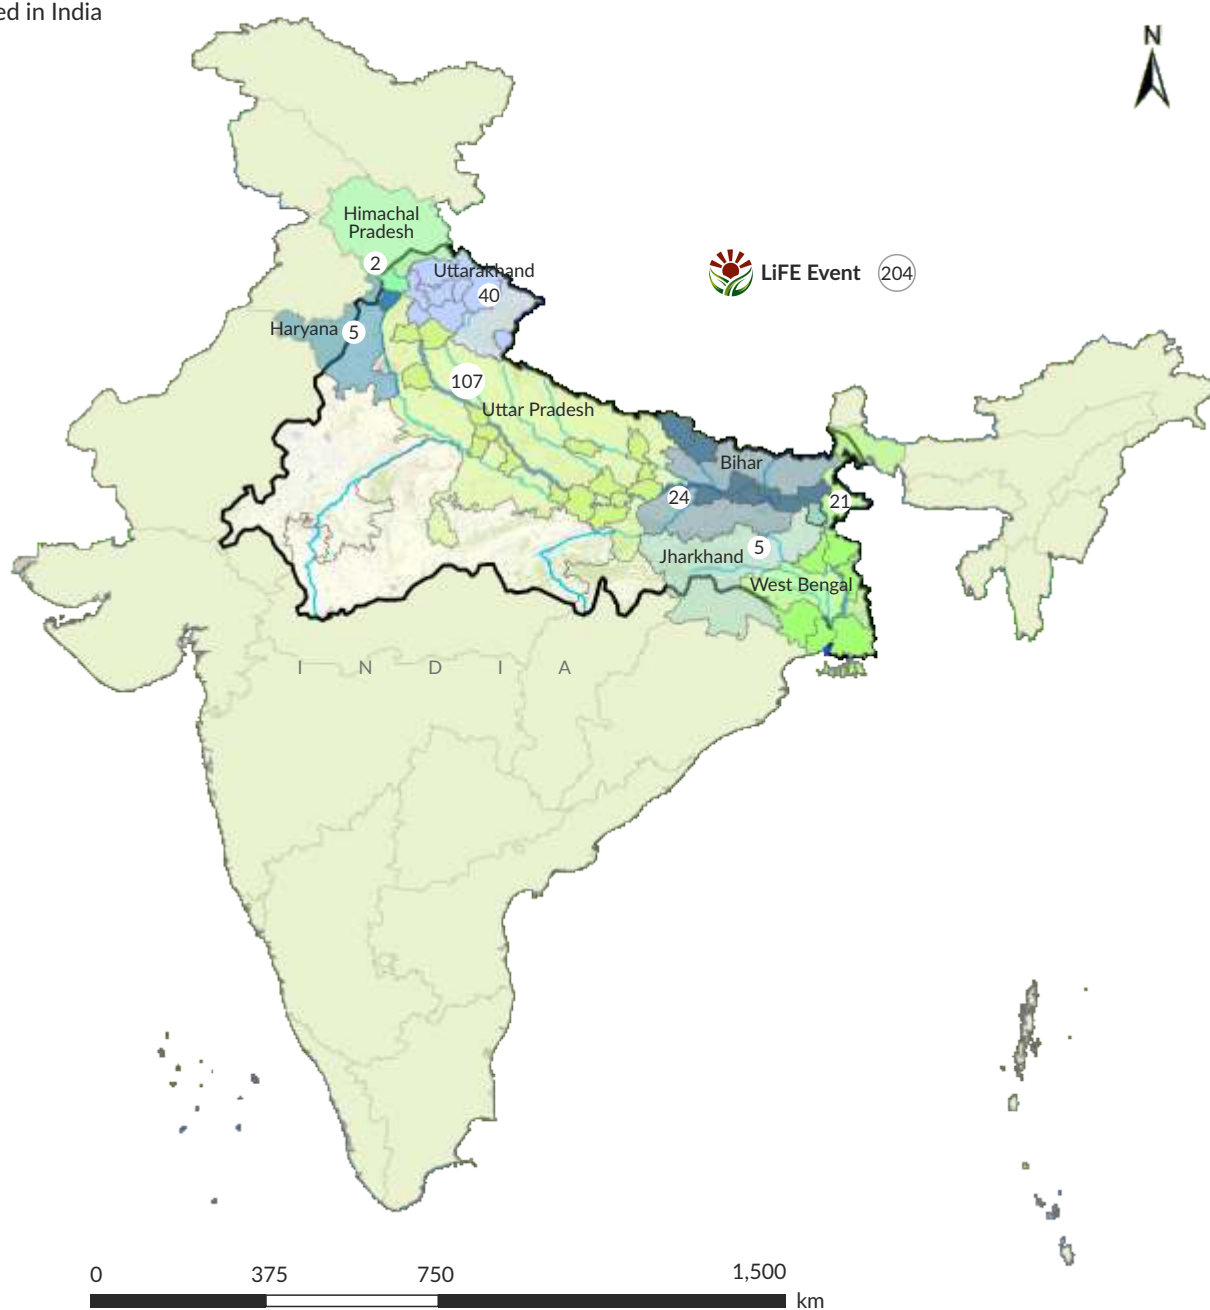 ed in India
N
Himachal
Pradesh
2
Uttarakhand
40
LiFE Event 204
Haryana 5
107
Uttar Pradesh
Bihar
24
21
Jharkhand 5
West Bengal
I N D I A
0 375 750 1,500
km